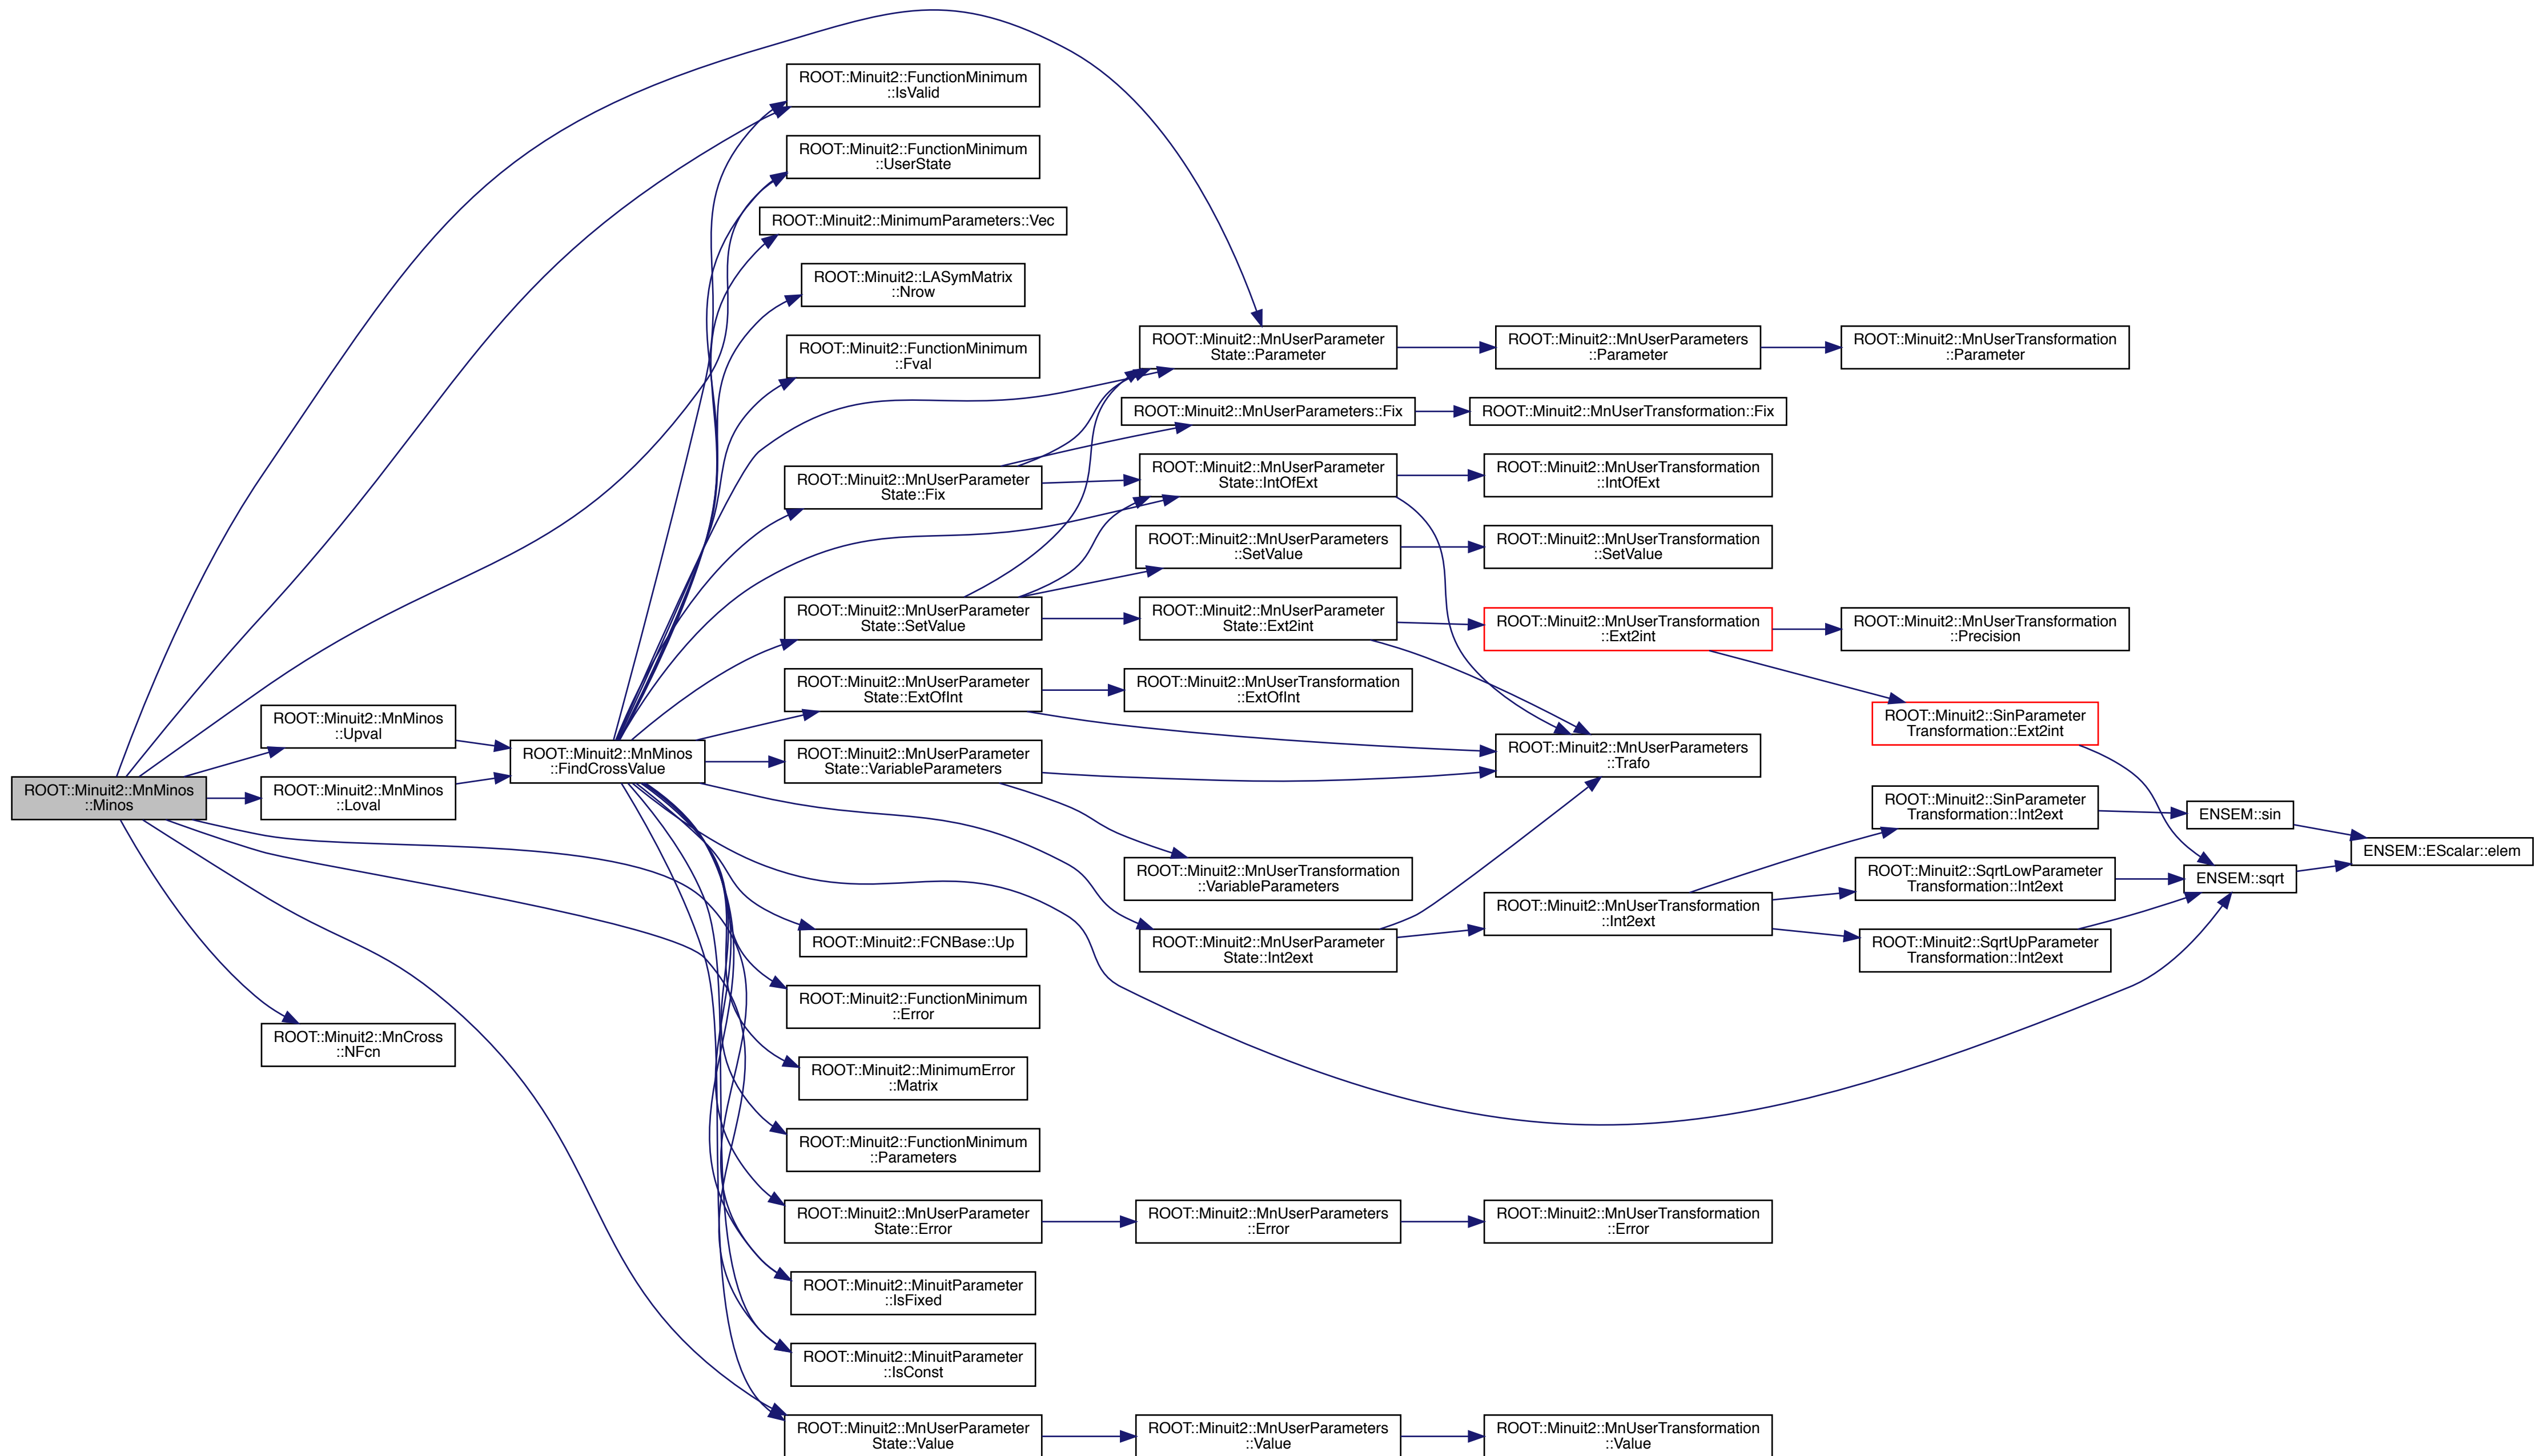 ROOT::Minuit2::MnMinos
::Minos
ROOT::Minuit2::MnMinos
::Upval
ROOT::Minuit2::MnMinos
::Loval
ROOT::Minuit2::MnCross
::NFcn
ROOT::Minuit2::MnMinos
::FindCrossValue
ROOT::Minuit2::FunctionMinimum
::IsValid
ROOT::Minuit2::FunctionMinimum
::UserState
ROOT::Minuit2::MinimumParameters::Vec
ROOT::Minuit2::LASymMatrix
::Nrow
ROOT::Minuit2::FunctionMinimum
::Fval
ROOT::Minuit2::MnUserParameter
State::Fix
ROOT::Minuit2::MnUserParameter
State::SetValue
ROOT::Minuit2::MnUserParameter
State::ExtOfInt
ROOT::Minuit2::MnUserParameter
State::VariableParameters
ROOT::Minuit2::FCNBase::Up
ROOT::Minuit2::FunctionMinimum
::Error
ROOT::Minuit2::MinimumError
::Matrix
ROOT::Minuit2::FunctionMinimum
::Parameters
ROOT::Minuit2::MnUserParameter
State::Error
ROOT::Minuit2::MinuitParameter
::IsFixed
ROOT::Minuit2::MinuitParameter
::IsConst
ROOT::Minuit2::MnUserParameter
State::Value
ROOT::Minuit2::MnUserParameter
State::Parameter
ROOT::Minuit2::MnUserParameters::Fix
ROOT::Minuit2::MnUserParameter
State::IntOfExt
ROOT::Minuit2::MnUserParameters
::SetValue
ROOT::Minuit2::MnUserParameter
State::Ext2int
ROOT::Minuit2::MnUserTransformation
::ExtOfInt
ROOT::Minuit2::MnUserTransformation
::VariableParameters
ROOT::Minuit2::MnUserParameter
State::Int2ext
ROOT::Minuit2::MnUserParameters
::Error
ROOT::Minuit2::MnUserParameters
::Value
ROOT::Minuit2::MnUserParameters
::Parameter
ROOT::Minuit2::MnUserTransformation::Fix
ROOT::Minuit2::MnUserTransformation
::IntOfExt
ROOT::Minuit2::MnUserTransformation
::SetValue
ROOT::Minuit2::MnUserTransformation
::Ext2int
ROOT::Minuit2::MnUserParameters
::Trafo
ROOT::Minuit2::MnUserTransformation
::Int2ext
ROOT::Minuit2::MnUserTransformation
::Error
ROOT::Minuit2::MnUserTransformation
::Value
ROOT::Minuit2::MnUserTransformation
::Parameter
ROOT::Minuit2::MnUserTransformation
::Precision
ROOT::Minuit2::SinParameter
Transformation::Ext2int
ROOT::Minuit2::SinParameter
Transformation::Int2ext
ROOT::Minuit2::SqrtLowParameter
Transformation::Int2ext
ROOT::Minuit2::SqrtUpParameter
Transformation::Int2ext
ENSEM::sin
ENSEM::sqrt
ENSEM::EScalar::elem